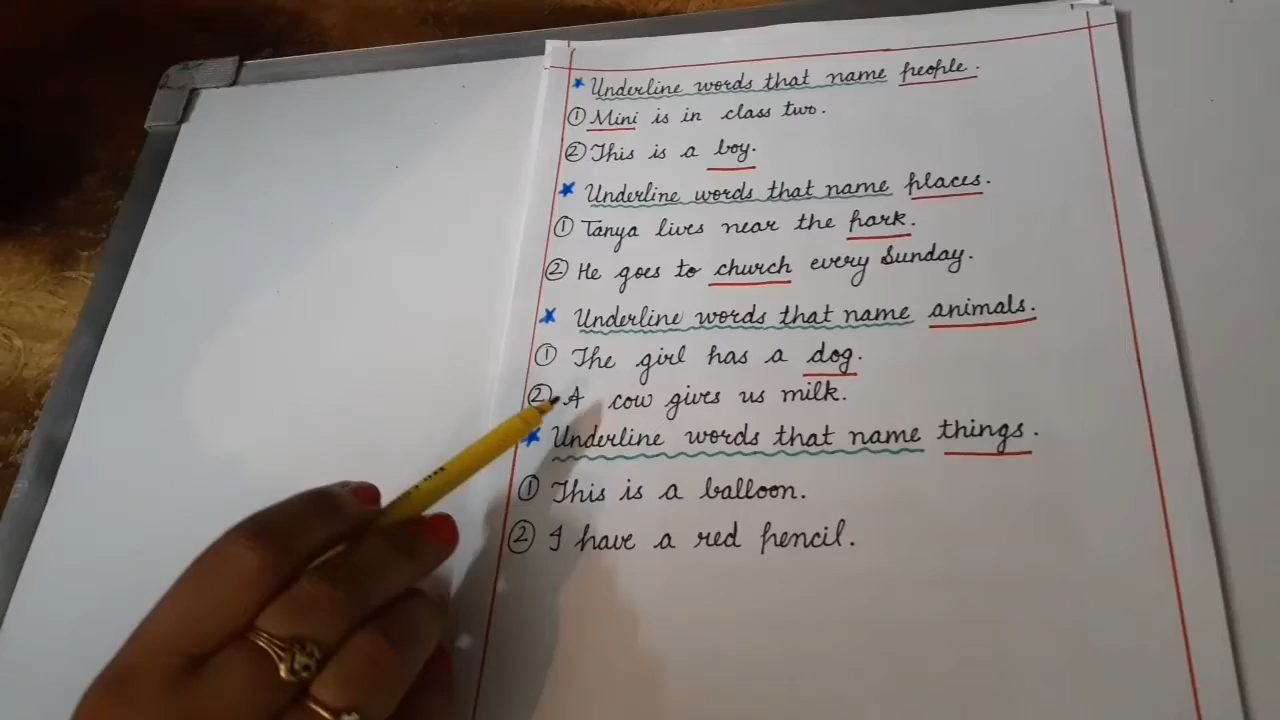 ★ Underline words that name people.
① Mini is in class two.
② This is a boy.
★ Underline words that name places.
① Tanya lives near the park.
② He goes to church every Sunday.
★ Underline words that name animals.
① The girl has a dog.
② A cow gives us milk.
★ Underline words that name things.
① This is a balloon.
② I have a red pencil.